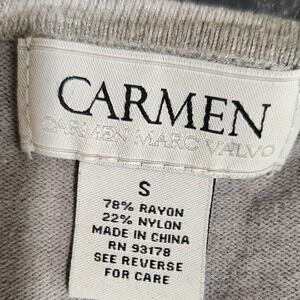 CARMEN
CARMEN MARC VALVO
S
78% RAYON
22% NYLON
MADE IN CHINA
RN 93178
SEE REVERSE
FOR CARE